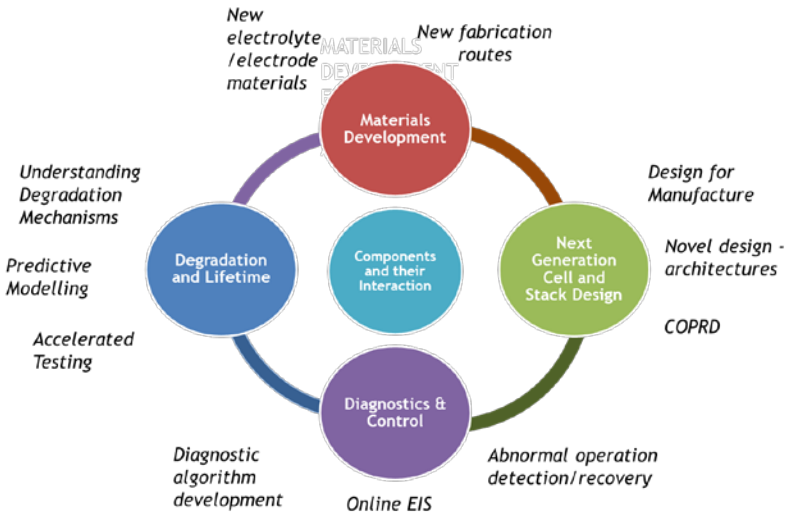 New
electrolyte
/electrode
materials
New fabrication
routes
MATERIALS
Materials
Development
Understanding
Degradation
Mechanisms
Predictive
Modelling
Accelerated
Testing
Degradation
and Lifetime
Components
and their
Interaction
Next
Generation
Cell and
Stack Design
Design for
Manufacture
Novel design -
architectures
COPRD
Diagnostics &
Control
Diagnostic
algorithm
development
Online EIS
Abnormal operation
detection/recovery